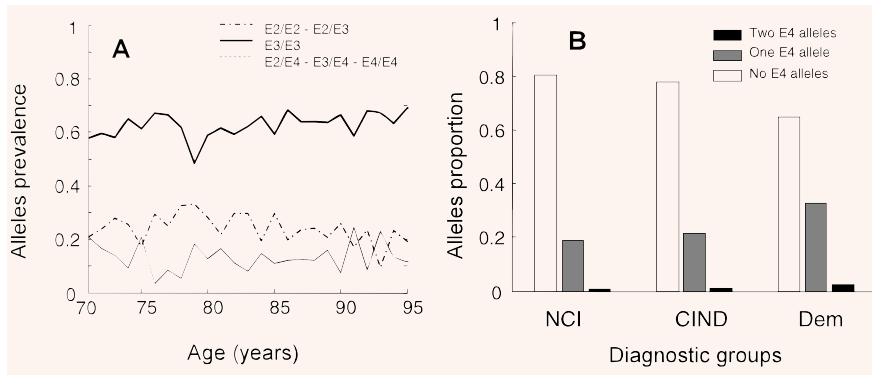 A
E2/E2 - E2/E3
E3/E3
E2/E4 - E3/E4 - E4/E4
Alleles prevalence
1
0.8
0.6
0.4
0.2
0
70 75 80 85 90 95
Age (years)
B
Two E4 alleles
One E4 allele
No E4 alleles
Alleles proportion
1
0.8
0.6
0.4
0.2
0
NCI CIND Dem
Diagnostic groups